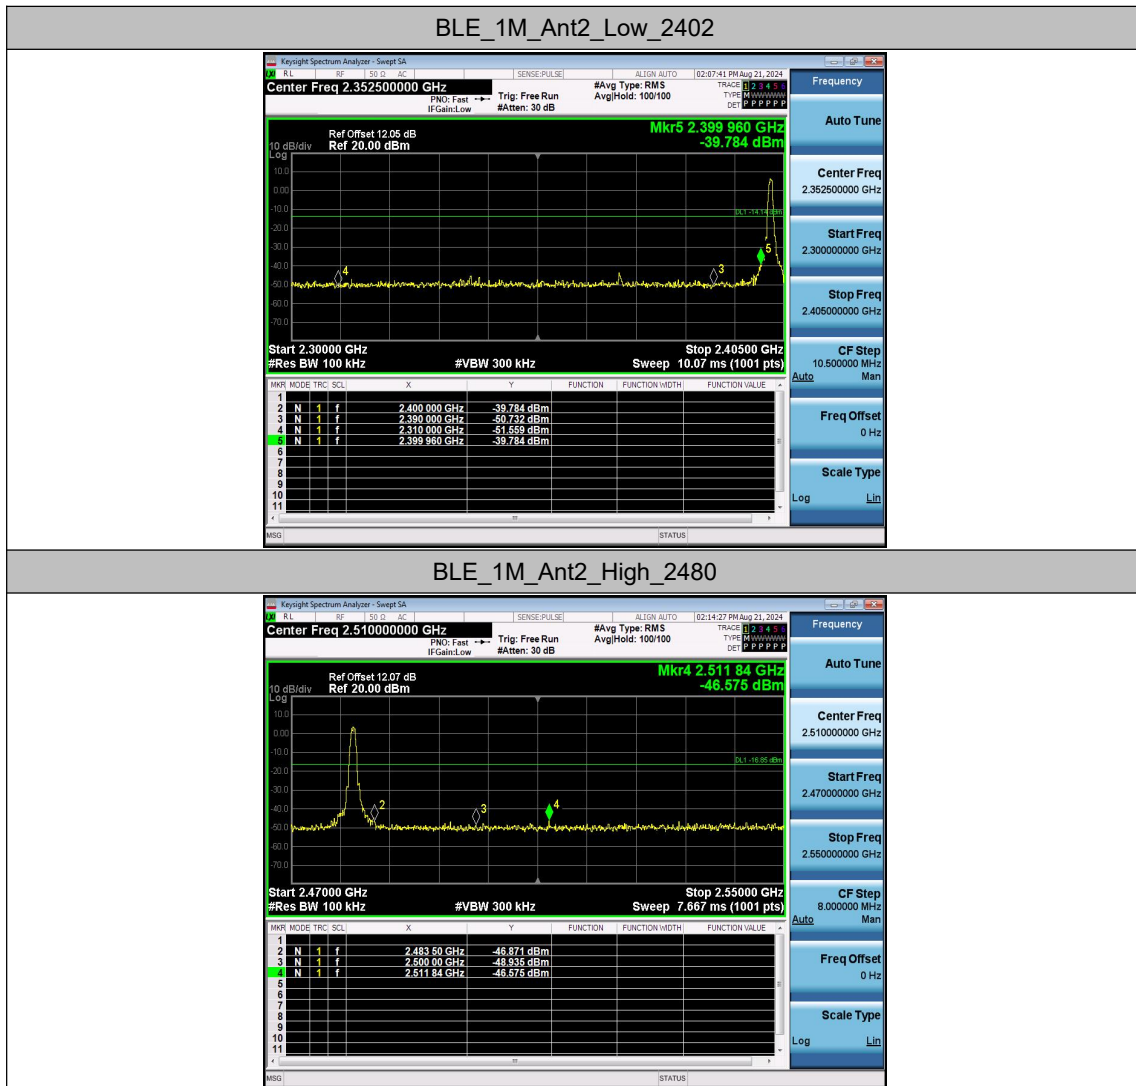 BLE_1M_Ant2_Low_2402
Keysight Spectrum Analyzer - Swept SA
RL RF 50 Ω AC SENSE:PULSE ALIGN AUTO 02:07:41 PM Aug 21, 2024
Center Freq 2.352500000 GHz #Avg Type: RMS TRACE 1 2 3 4 5 6
PNO: Fast Trig: Free Run Avg|Hold: 100/100 TYPE M WWWWW
IFGain:Low #Atten: 30 dB DET P P P P P P
Frequency
Auto Tune
Center Freq
2.352500000 GHz
Start Freq
2.300000000 GHz
Stop Freq
2.405000000 GHz
CF Step
10.500000 MHz
Auto Man
Freq Offset
0 Hz
Scale Type
Log Lin
Mkr5 2.399 960 GHz
-39.784 dBm
Ref Offset 12.05 dB
10 dB/div Ref 20.00 dBm
Log
10.0
0.00
-10.0
DL1 -14.14 dBm
-20.0
-30.0
-40.0
-50.0
-60.0
-70.0
4
3
5
Start 2.30000 GHz Stop 2.40500 GHz
#Res BW 100 kHz #VBW 300 kHz Sweep 10.07 ms (1001 pts)
MKR MODE TRC SCL X Y FUNCTION FUNCTION WIDTH FUNCTION VALUE
1
2 N 1 f 2.400 000 GHz -39.784 dBm
3 N 1 f 2.390 000 GHz -50.732 dBm
4 N 1 f 2.310 000 GHz -51.559 dBm
5 N 1 f 2.399 960 GHz -39.784 dBm
6
7
8
9
10
11
MSG STATUS
BLE_1M_Ant2_High_2480
Keysight Spectrum Analyzer - Swept SA
RL RF 50 Ω AC SENSE:PULSE ALIGN AUTO 02:14:27 PM Aug 21, 2024
Center Freq 2.510000000 GHz #Avg Type: RMS TRACE 1 2 3 4 5 6
PNO: Fast Trig: Free Run Avg|Hold: 100/100 TYPE M WWWWW
IFGain:Low #Atten: 30 dB DET P P P P P P
Frequency
Auto Tune
Center Freq
2.510000000 GHz
Start Freq
2.470000000 GHz
Stop Freq
2.550000000 GHz
CF Step
8.000000 MHz
Auto Man
Freq Offset
0 Hz
Scale Type
Log Lin
Mkr4 2.511 84 GHz
-46.575 dBm
Ref Offset 12.07 dB
10 dB/div Ref 20.00 dBm
Log
10.0
0.00
-10.0
DL1 -16.85 dBm
-20.0
-30.0
-40.0
-50.0
-60.0
-70.0
2
3
4
Start 2.47000 GHz Stop 2.55000 GHz
#Res BW 100 kHz #VBW 300 kHz Sweep 7.667 ms (1001 pts)
MKR MODE TRC SCL X Y FUNCTION FUNCTION WIDTH FUNCTION VALUE
1
2 N 1 f 2.483 50 GHz -46.871 dBm
3 N 1 f 2.500 00 GHz -48.935 dBm
4 N 1 f 2.511 84 GHz -46.575 dBm
5
6
7
8
9
10
11
MSG STATUS